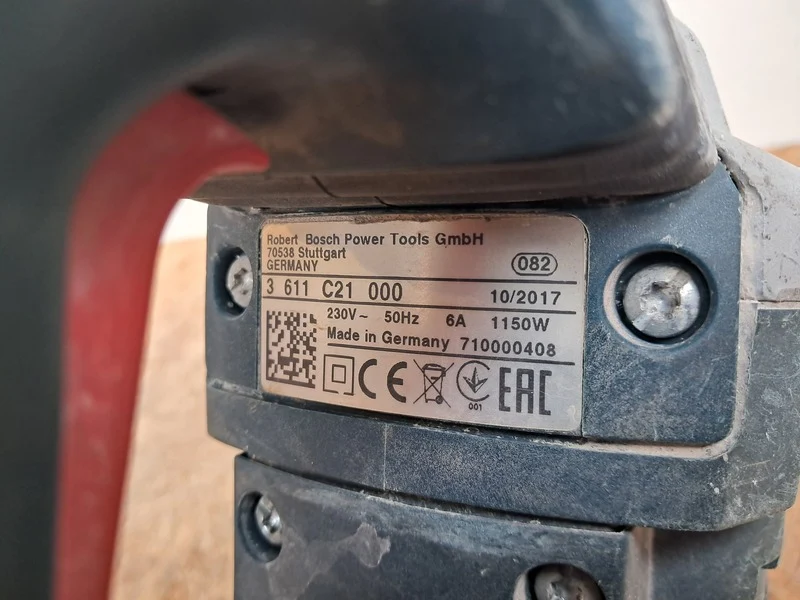 Robert Bosch Power Tools GmbH
70538 Stuttgart
GERMANY
082
3 611 C21 000
10/2017
230V~ 50Hz 6A 1150W
Made in Germany 710000408
CE
001
EAC